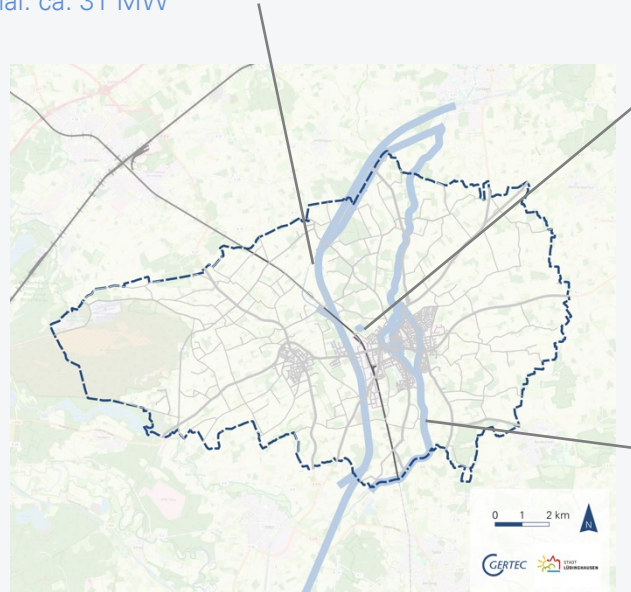 ial: ca. 31 MW
0 1 2 km
N
GERTEC
STADT
LÜDINGHAUSEN